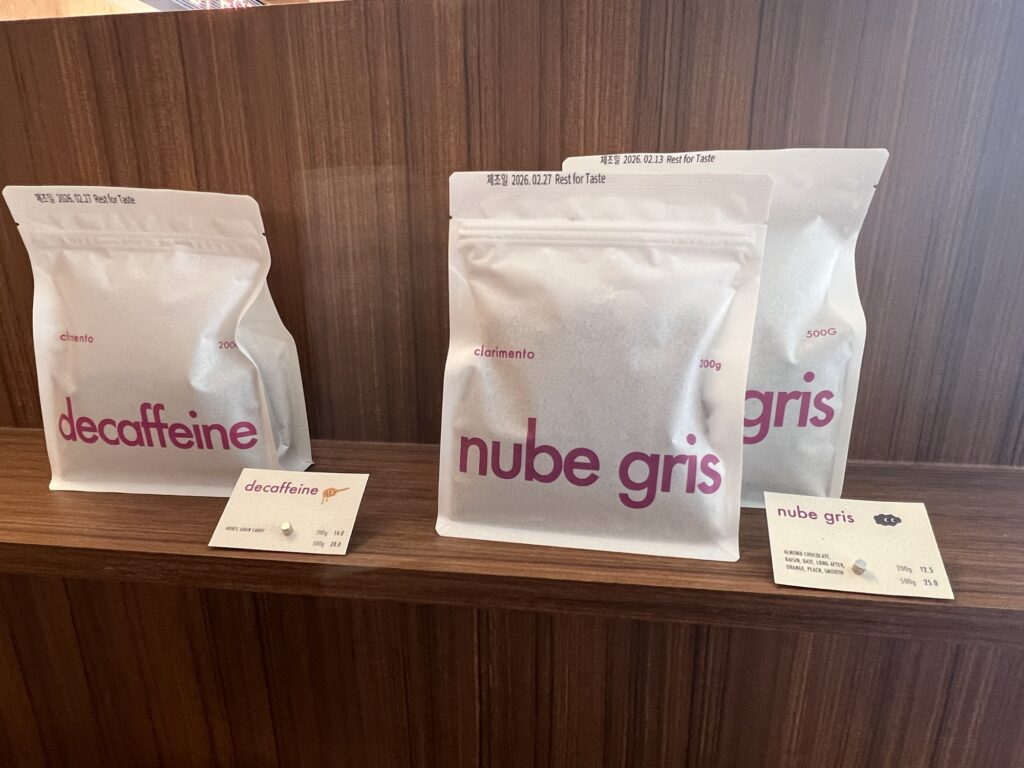 제조일 2026. 02.27 Rest for Taste
200
decaffeine
decaffeine
HONEY, GRAIN CANDY
200g 14.0
500g
제조일 2026. 02.27 Rest for Taste
clarimento
200g
nube gris
제조일 2026. 02.13 Rest for Taste
500G
gris
nube gris
ALMOND CHOCOLATE,
RAISIN, DATE, LONG AFTER,
ORANGE, PEACH, SMOOTH
200g 12.5
500g 25.0